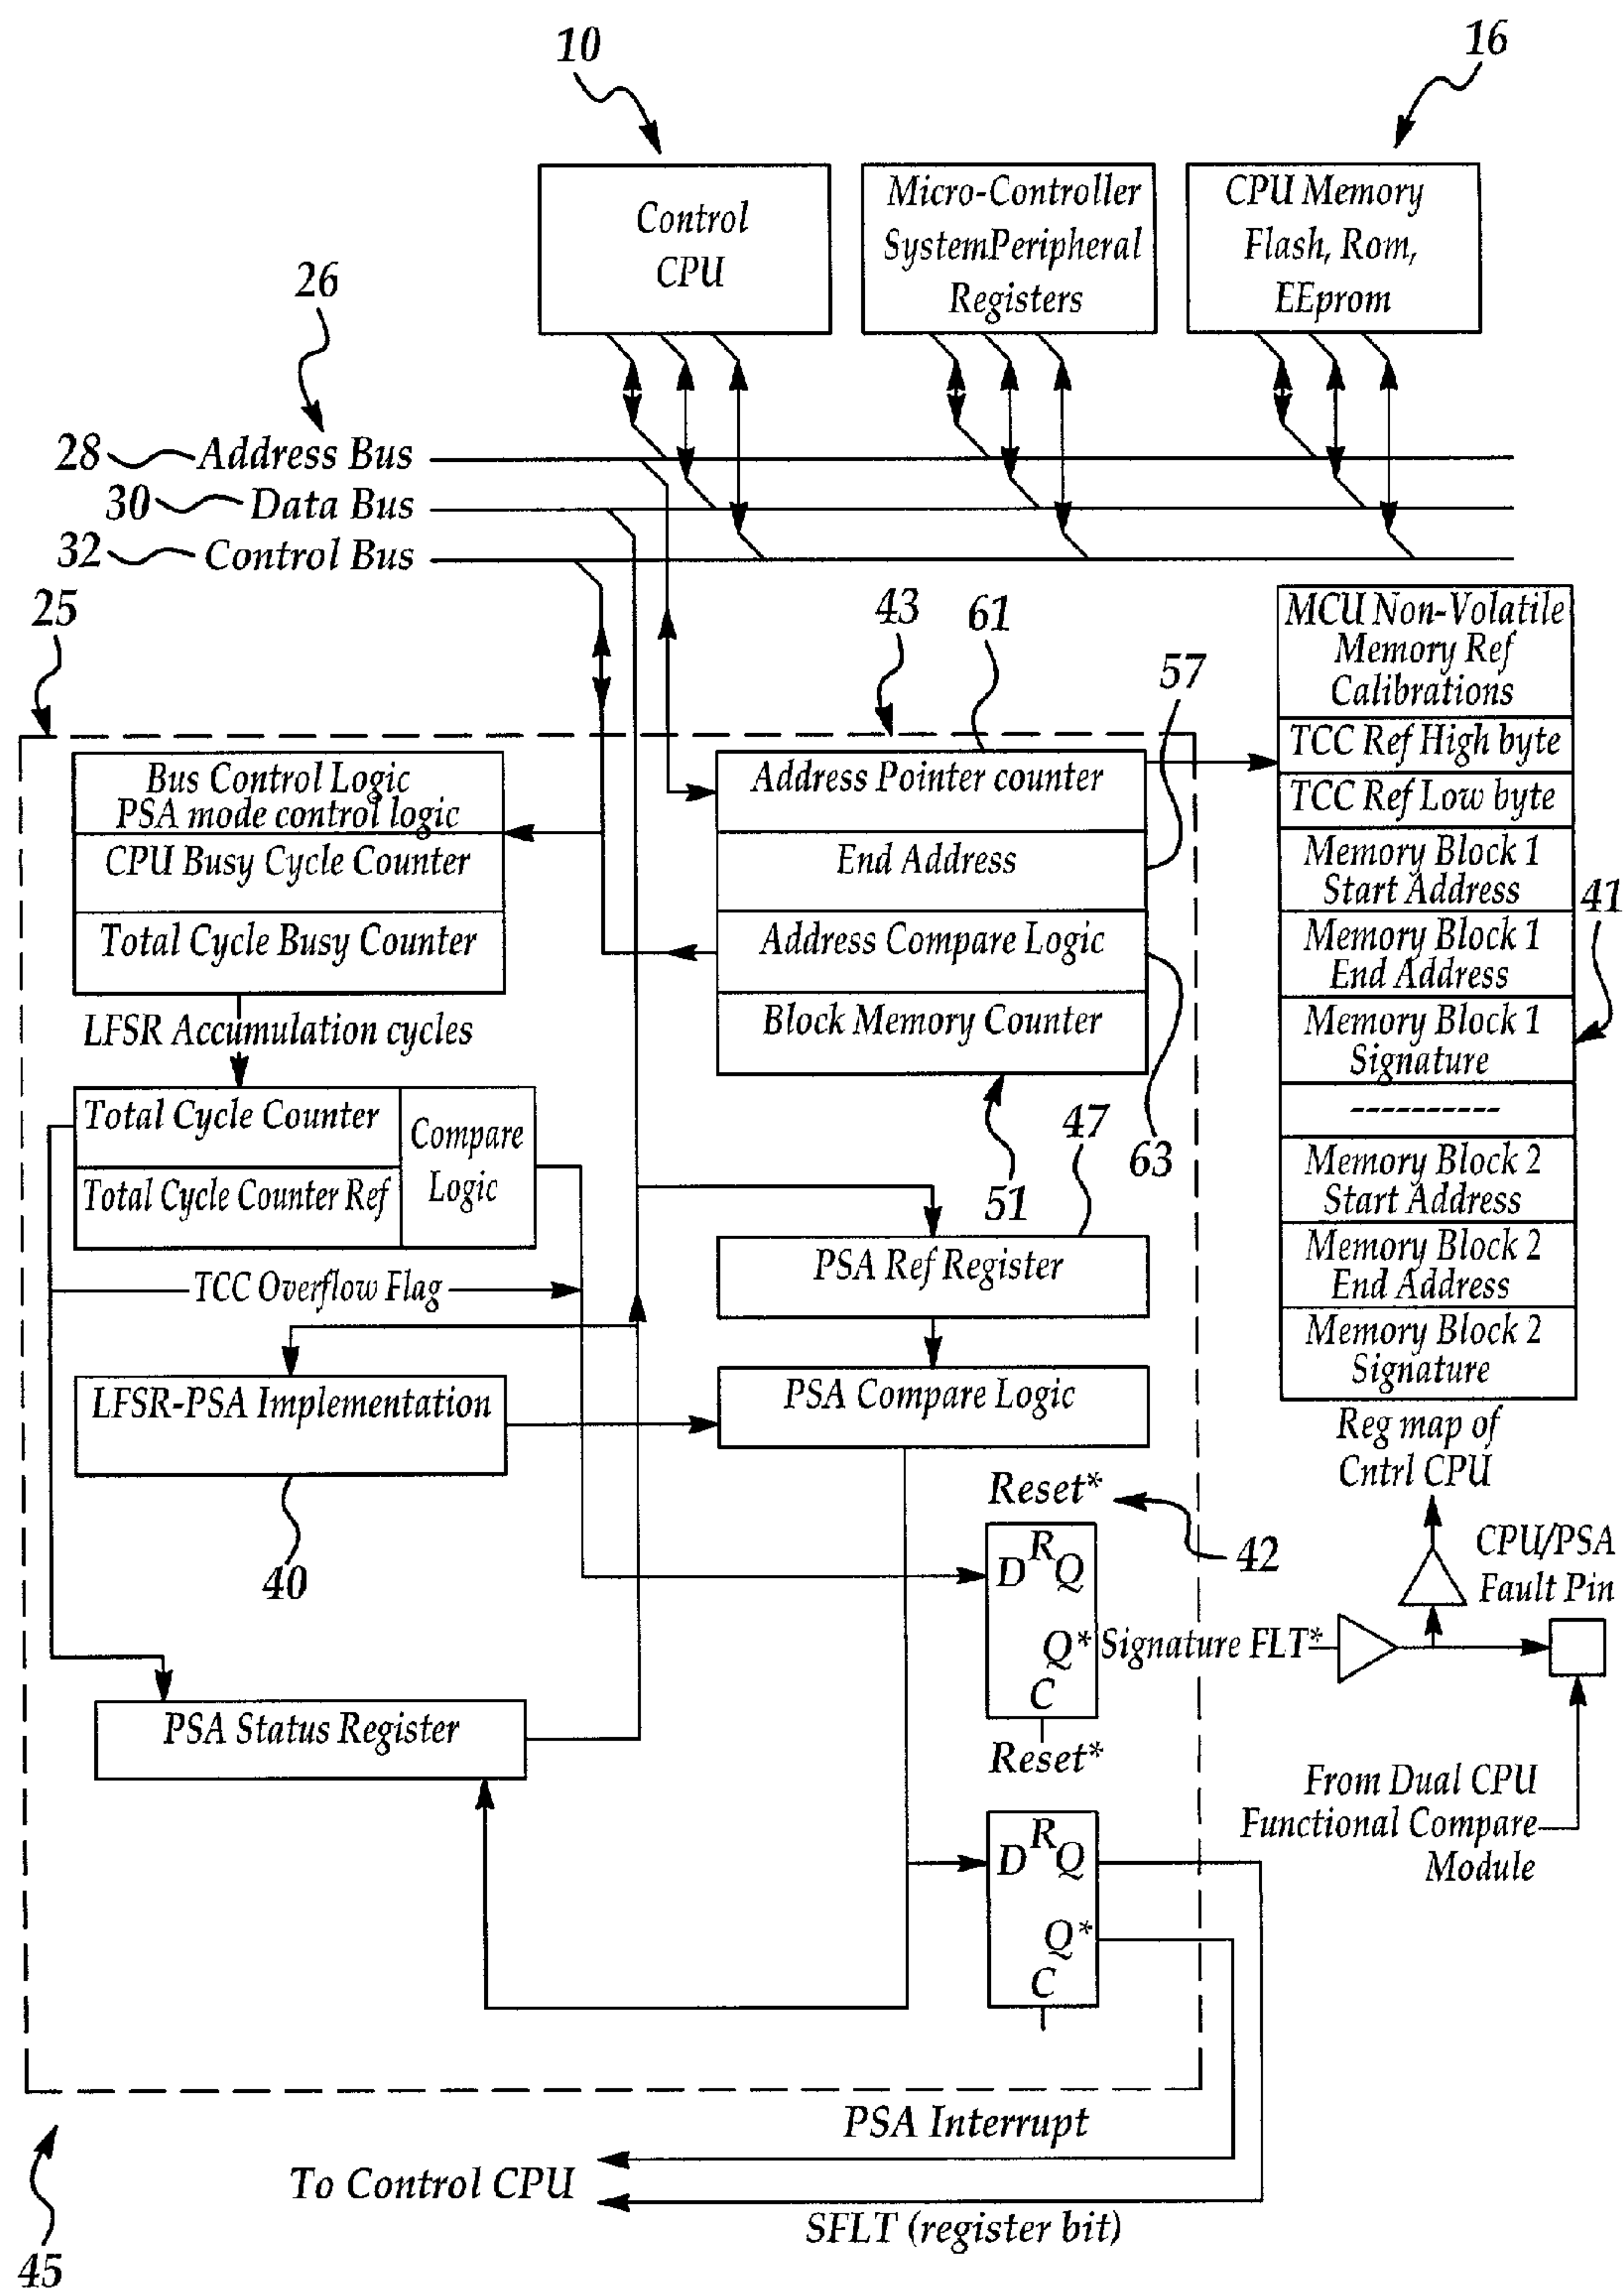 10
16
Control
CPU
Micro-Controller
SystemPeripheral
Registers
CPU Memory
Flash, Rom,
EEprom
26
28 Address Bus
30 Data Bus
32 Control Bus
25
43
61
57
MCU Non-Volatile
Memory Ref
Calibrations
TCC Ref High byte
TCC Ref Low byte
Memory Block 1
Start Address
Memory Block 1
End Address
Memory Block 1
Signature
----------
Memory Block 2
Start Address
Memory Block 2
End Address
Memory Block 2
Signature
41
Reg map of
Cntrl CPU
Bus Control Logic
PSA mode control logic
CPU Busy Cycle Counter
Total Cycle Busy Counter
Address Pointer counter
End Address
Address Compare Logic
Block Memory Counter
LFSR Accumulation cycles
Total Cycle Counter
Total Cycle Counter Ref
Compare
Logic
51
47
63
TCC Overflow Flag
PSA Ref Register
LFSR-PSA Implementation
PSA Compare Logic
40
Reset*
42
D R Q
Q*
C
Reset*
Signature FLT*
CPU/PSA
Fault Pin
From Dual CPU
Functional Compare
Module
PSA Status Register
D R Q
Q*
C
PSA Interrupt
To Control CPU
SFLT (register bit)
45